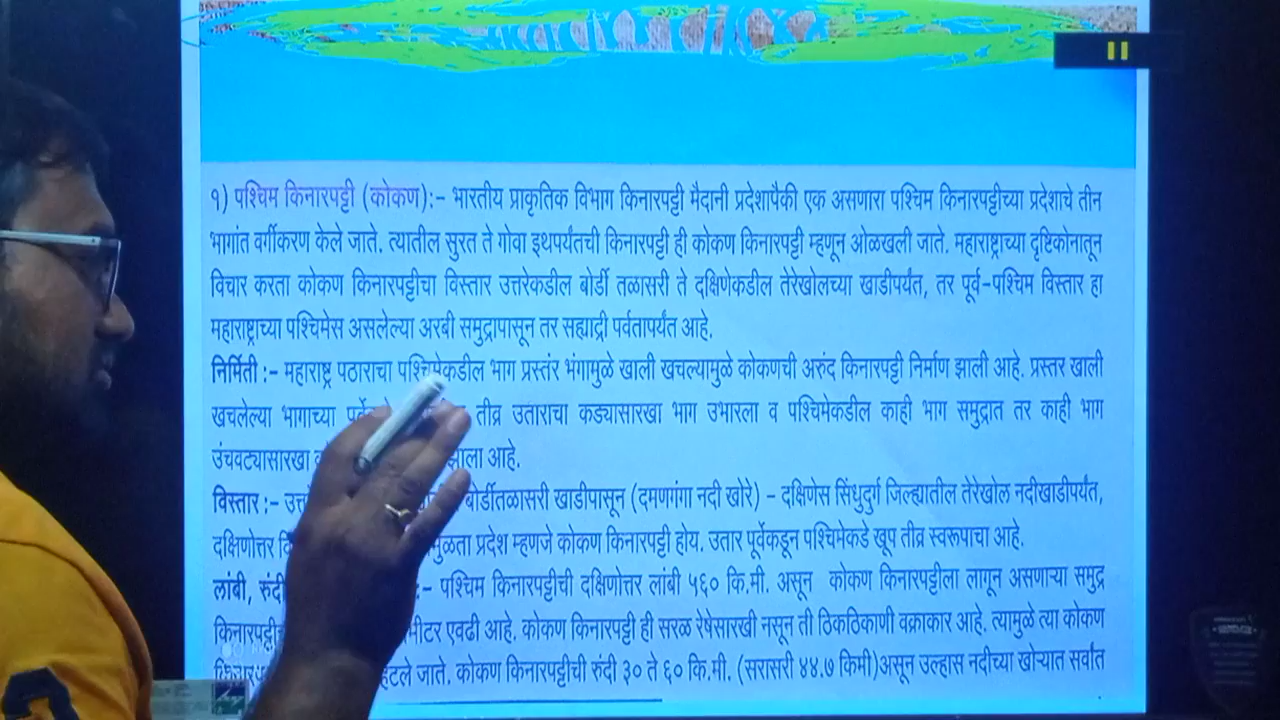 १) पश्चिम किनारपट्टी (कोकण):– भारतीय प्राकृतिक विभाग किनारपट्टी मैदानी प्रदेशापैकी एक असणारा पश्चिम किनारपट्टीच्या प्रदेशाचे तीन
भागांत वर्गीकरण केले जाते. त्यातील सुरत ते गोवा इथपर्यंतची किनारपट्टी ही कोकण किनारपट्टी म्हणून ओळखली जाते. महाराष्ट्राच्या दृष्टिकोनातून
विचार करता कोकण किनारपट्टीचा विस्तार उत्तरेकडील बोर्डी तळासरी ते दक्षिणेकडील तेरेखोलच्या खाडीपर्यंत, तर पूर्व–पश्चिम विस्तार हा
महाराष्ट्राच्या पश्चिमेस असलेल्या अरबी समुद्रापासून तर सह्याद्री पर्वतापर्यंत आहे.
निर्मिती :– महाराष्ट्र पठाराचा पश्चिमेकडील भाग प्रस्तंर भंगामुळे खाली खचल्यामुळे कोकणची अरुंद किनारपट्टी निर्माण झाली आहे. प्रस्तर खाली
खचलेल्या भागाच्या तीव्र उताराचा कड्यासारखा भाग उभारला व पश्चिमेकडील काही भाग समुद्रात तर काही भाग
उंचवट्यासारखा झाला आहे.
विस्तार :– बोर्डीतळासरी खाडीपासून (दमणगंगा नदी खोरे) – दक्षिणेस सिंधुदुर्ग जिल्ह्यातील तेरेखोल नदीखाडीपर्यंत,
दक्षिणोत्तर प्रदेश म्हणजे कोकण किनारपट्टी होय. उतार पूर्वेकडून पश्चिमेकडे खूप तीव्र स्वरूपाचा आहे.
लांबी, रुंदी :– पश्चिम किनारपट्टीची दक्षिणोत्तर लांबी ५६० कि.मी. असून कोकण किनारपट्टीला लागून असणाऱ्या समुद्र
एवढी आहे. कोकण किनारपट्टी ही सरळ रेषेसारखी नसून ती ठिकठिकाणी वक्राकार आहे. त्यामुळे त्या कोकण
जाते. कोकण किनारपट्टीची रुंदी ३० ते ६० कि.मी. (सरासरी ४४.७ किमी)असून उल्हास नदीच्या खोऱ्यात सर्वांत